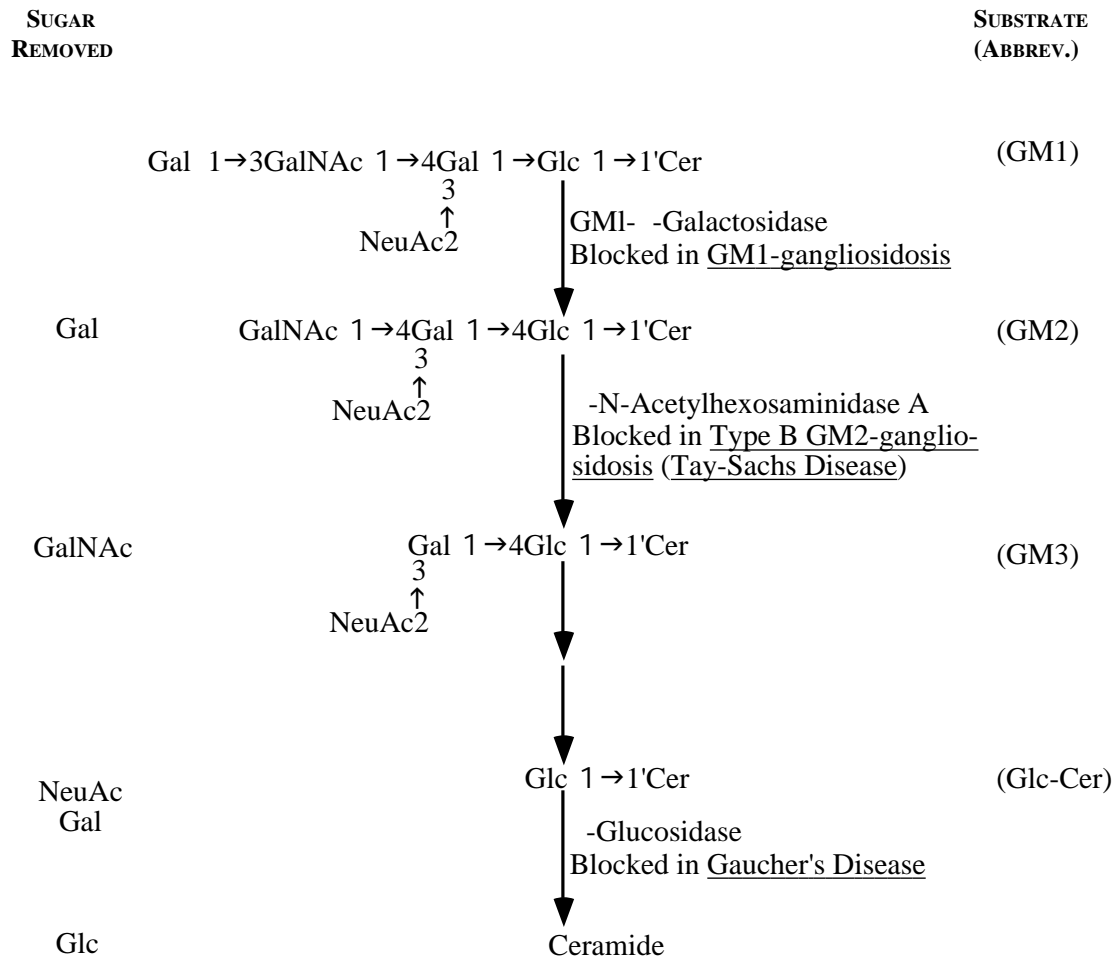 SUGAR REMOVED
SUBSTRATE (ABBREV.)
Gal 1→3GalNAc 1→4Gal 1→Glc 1→1'Cer
(GM1)
3
↑
NeuAc2
GMl- -Galactosidase
Blocked in GM1-gangliosidosis
Gal
GalNAc 1→4Gal 1→4Glc 1→1'Cer
(GM2)
3
↑
NeuAc2
-N-Acetylhexosaminidase A
Blocked in Type B GM2-ganglio-
sidosis (Tay-Sachs Disease)
GalNAc
Gal 1→4Glc 1→1'Cer
(GM3)
3
↑
NeuAc2
NeuAc
Gal
Glc 1→1'Cer
(Glc-Cer)
-Glucosidase
Blocked in Gaucher's Disease
Glc
Ceramide